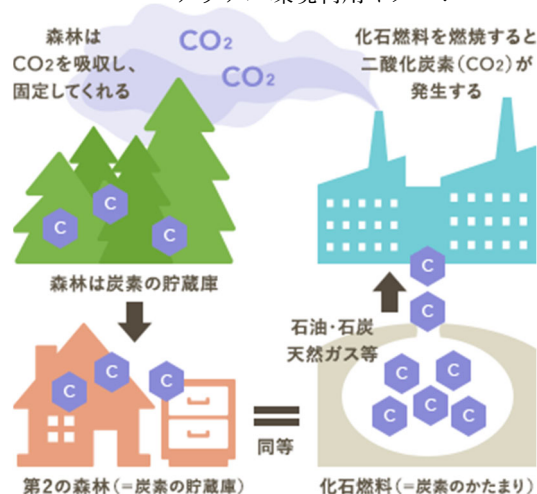 森林は
CO₂を吸収し、
固定してくれる
CO₂
CO₂
化石燃料を燃焼すると
二酸化炭素(CO₂)が
発生する
C
C
C
森林は炭素の貯蔵庫
C
C
石油・石炭
天然ガス等
C
C
C
C
C
C
C
C
同等
第2の森林(=炭素の貯蔵庫)
化石燃料(=炭素のかたまり)